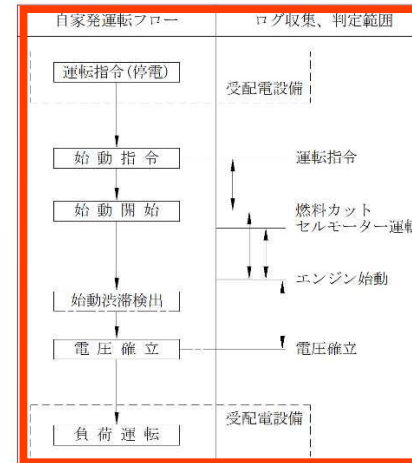 自家発運転フロー
ログ収集、判定範囲
運転指令(停電)
受配電設備
始動指令
運転指令
始動開始
燃料カット
セルモーター運転
エンジン始動
始動渋滞検出
電圧確立
電圧確立
受配電設備
負荷運転